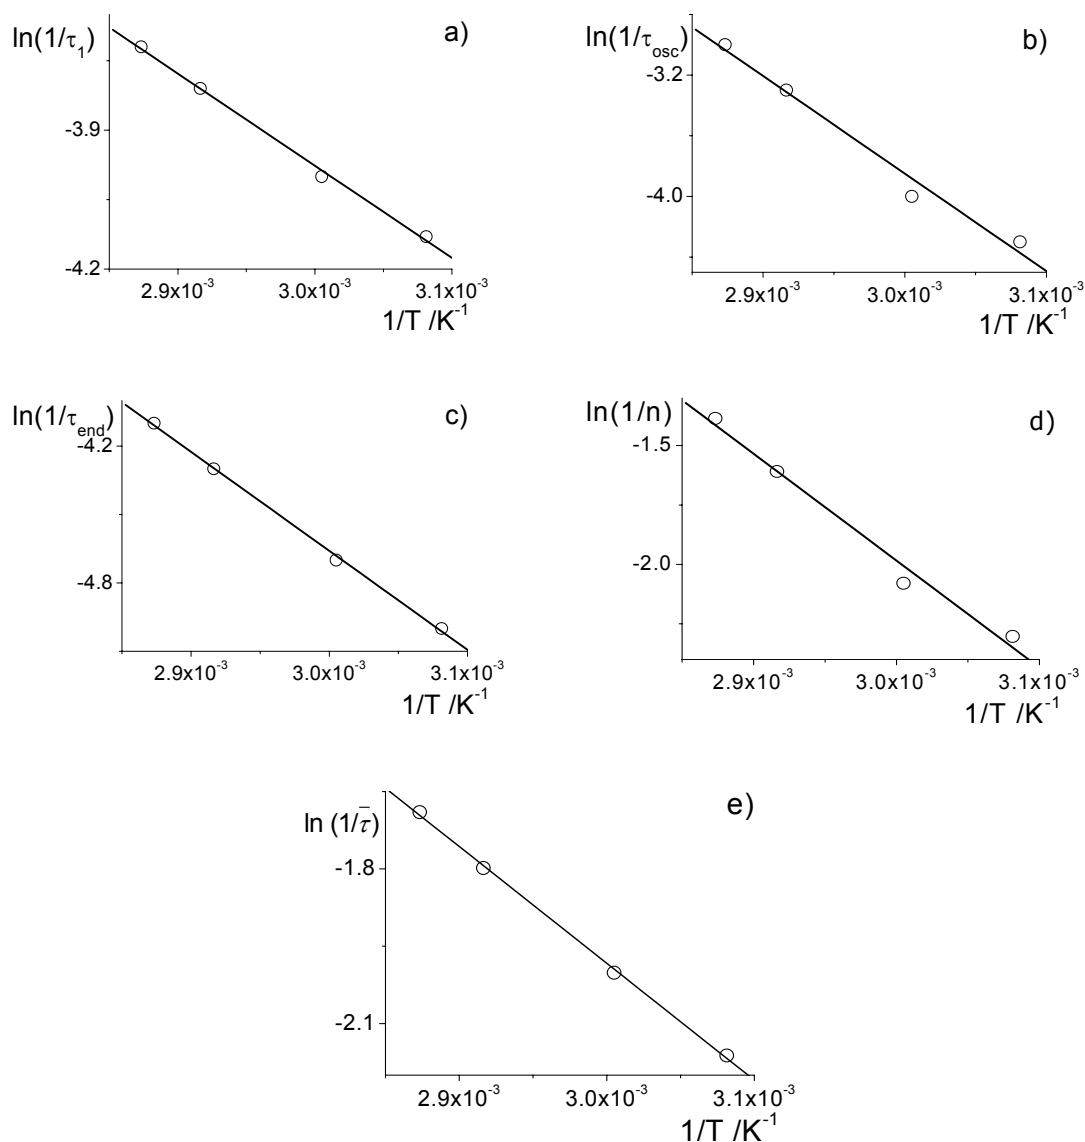 a)
ln(1/τ₁)
-3.9
-4.2
2.9x10⁻³ 3.0x10⁻³ 3.1x10⁻³
1/T /K⁻¹
b)
ln(1/τ_osc)
-3.2
-4.0
2.9x10⁻³ 3.0x10⁻³ 3.1x10⁻³
1/T /K⁻¹
c)
ln(1/τ_end)
-4.2
-4.8
2.9x10⁻³ 3.0x10⁻³ 3.1x10⁻³
1/T /K⁻¹
d)
ln(1/n)
-1.5
-2.0
2.9x10⁻³ 3.0x10⁻³ 3.1x10⁻³
1/T /K⁻¹
e)
ln (1/τ̄)
-1.8
-2.1
2.9x10⁻³ 3.0x10⁻³ 3.1x10⁻³
1/T /K⁻¹